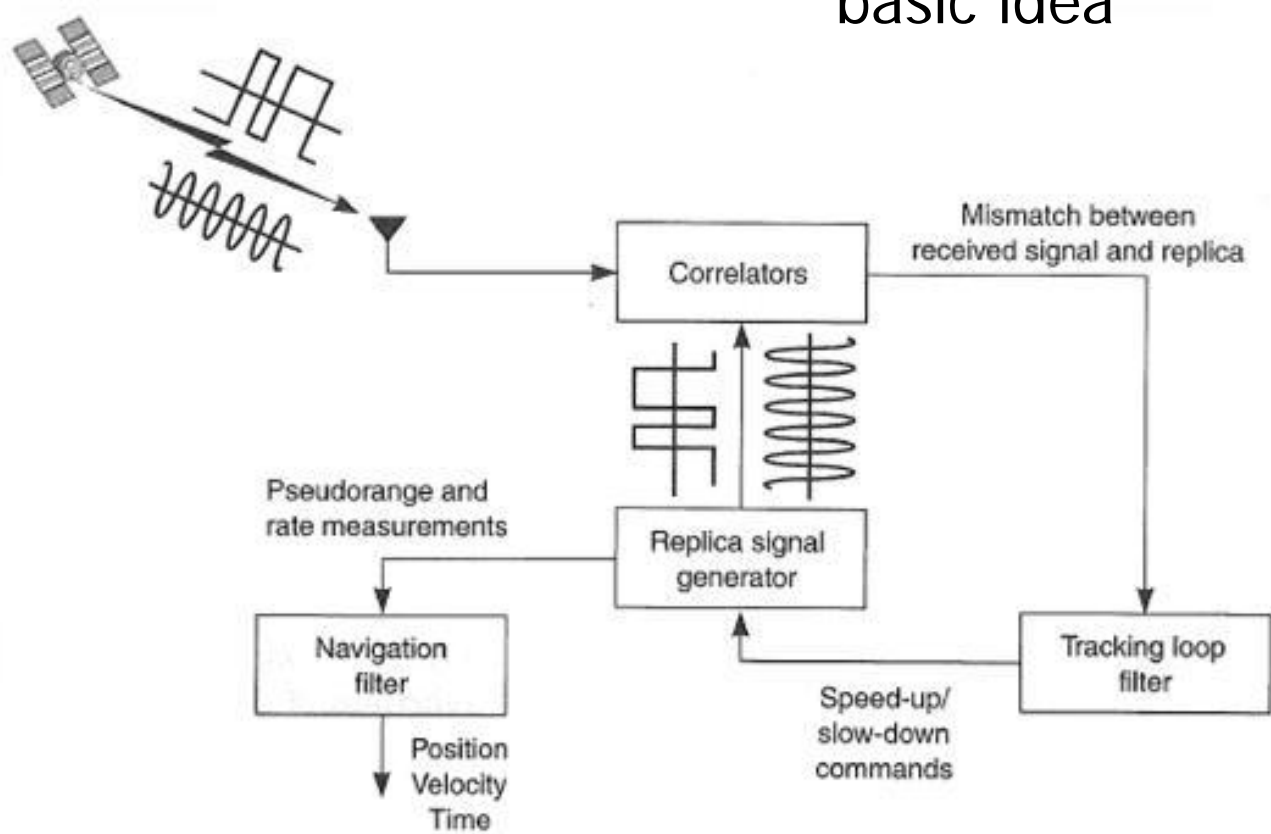 basic idea
Mismatch between
received signal and replica
Correlators
Pseudorange and
rate measurements
Replica signal
generator
Navigation
filter
Tracking loop
filter
Speed-up/
slow-down
commands
Position
Velocity
Time